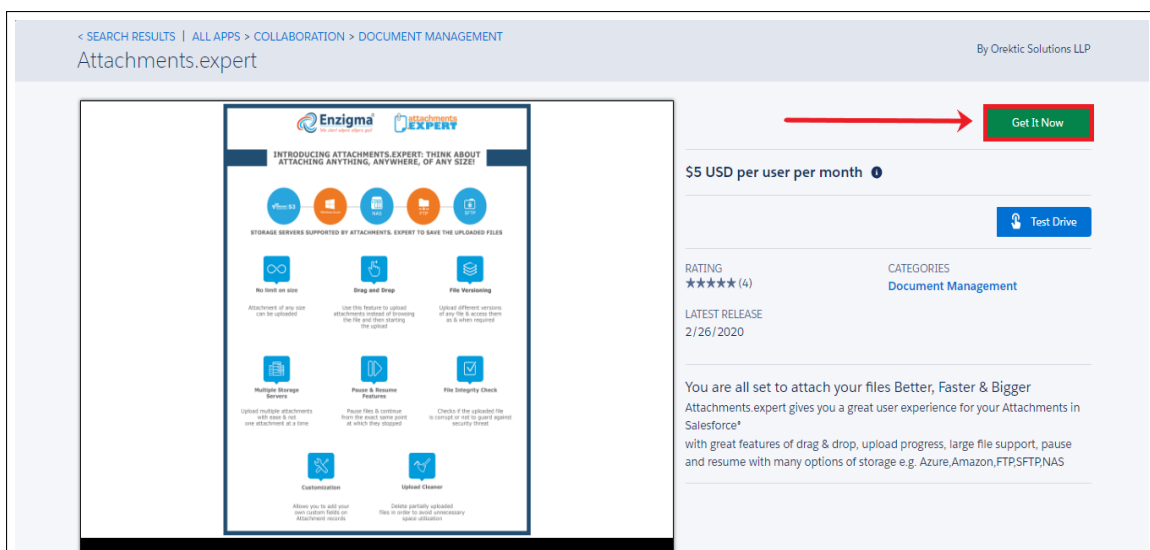 < SEARCH RESULTS | ALL APPS > COLLABORATION > DOCUMENT MANAGEMENT
Attachments.expert
By Orektic Solutions LLP
Enzigma
attachments
EXPERT
INTRODUCING ATTACHMENTS.EXPERT: THINK ABOUT
ATTACHING ANYTHING, ANYWHERE, OF ANY SIZE!
NAS
FTP
SFTP
STORAGE SERVERS SUPPORTED BY ATTACHMENTS. EXPERT TO SAVE THE UPLOADED FILES
No limit on size
Attachment of any size
can be uploaded
Drag and Drop
Use this feature to upload
attachments instead of browsing
the file and then starting
the upload
File Versioning
Upload different versions
of any file & access them
as & when required
Multiple Storage
Servers
Upload multiple attachments
with ease & not
one attachment at a time
Pause & Resume
Features
Pause files & continue
from the exact same point
at which they stopped
File Integrity Check
Checks if the uploaded file
is corrupt or not to guard against
security threat
Customization
Allows you to add your
own custom fields on
Attachment records
Upload Cleaner
Delete partially uploaded
files in order to avoid unnecessary
space utilization
Get It Now
$5 USD per user per month
Test Drive
RATING
★★★★★ (4)
CATEGORIES
Document Management
LATEST RELEASE
2/26/2020
You are all set to attach your files Better, Faster & Bigger
Attachments.expert gives you a great user experience for your Attachments in
Salesforce®
with great features of drag & drop, upload progress, large file support, pause
and resume with many options of storage e.g. Azure,Amazon,FTP,SFTP,NAS